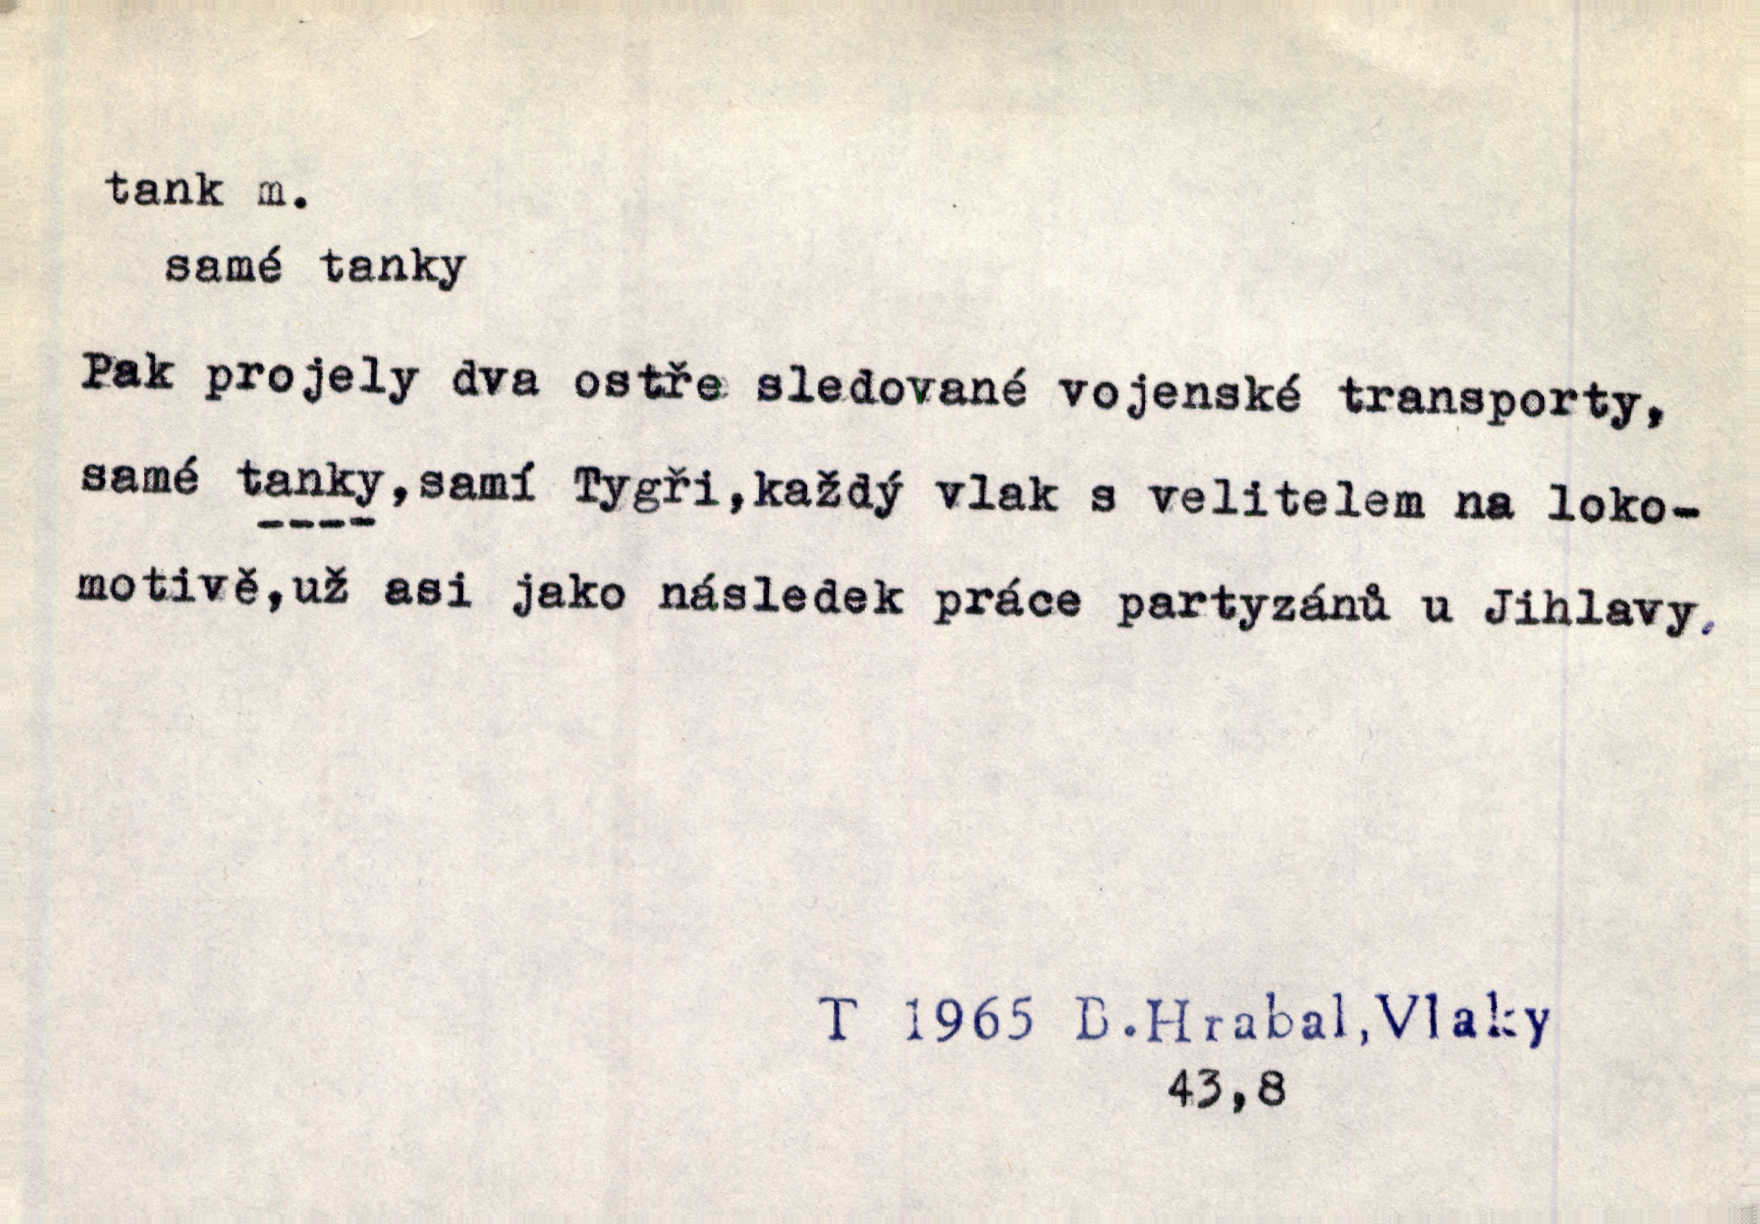 tank m.
samé tanky
Pak projely dva ostře sledované vojenské transporty,
samé tanky,samí Tygři,každý vlak s velitelem na loko-
motivě,už asi jako následek práce partyzánů u Jihlavy.
T 1965 B.Hrabal,Vlaky
43,8